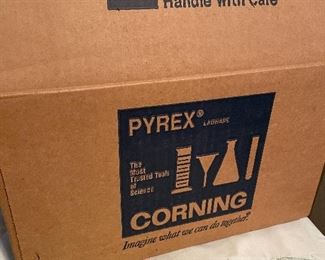 Handle With Care
PYREX® LABWARE
The
Most
Trusted Tools
of Science
CORNING
Imagine what we can do together.®